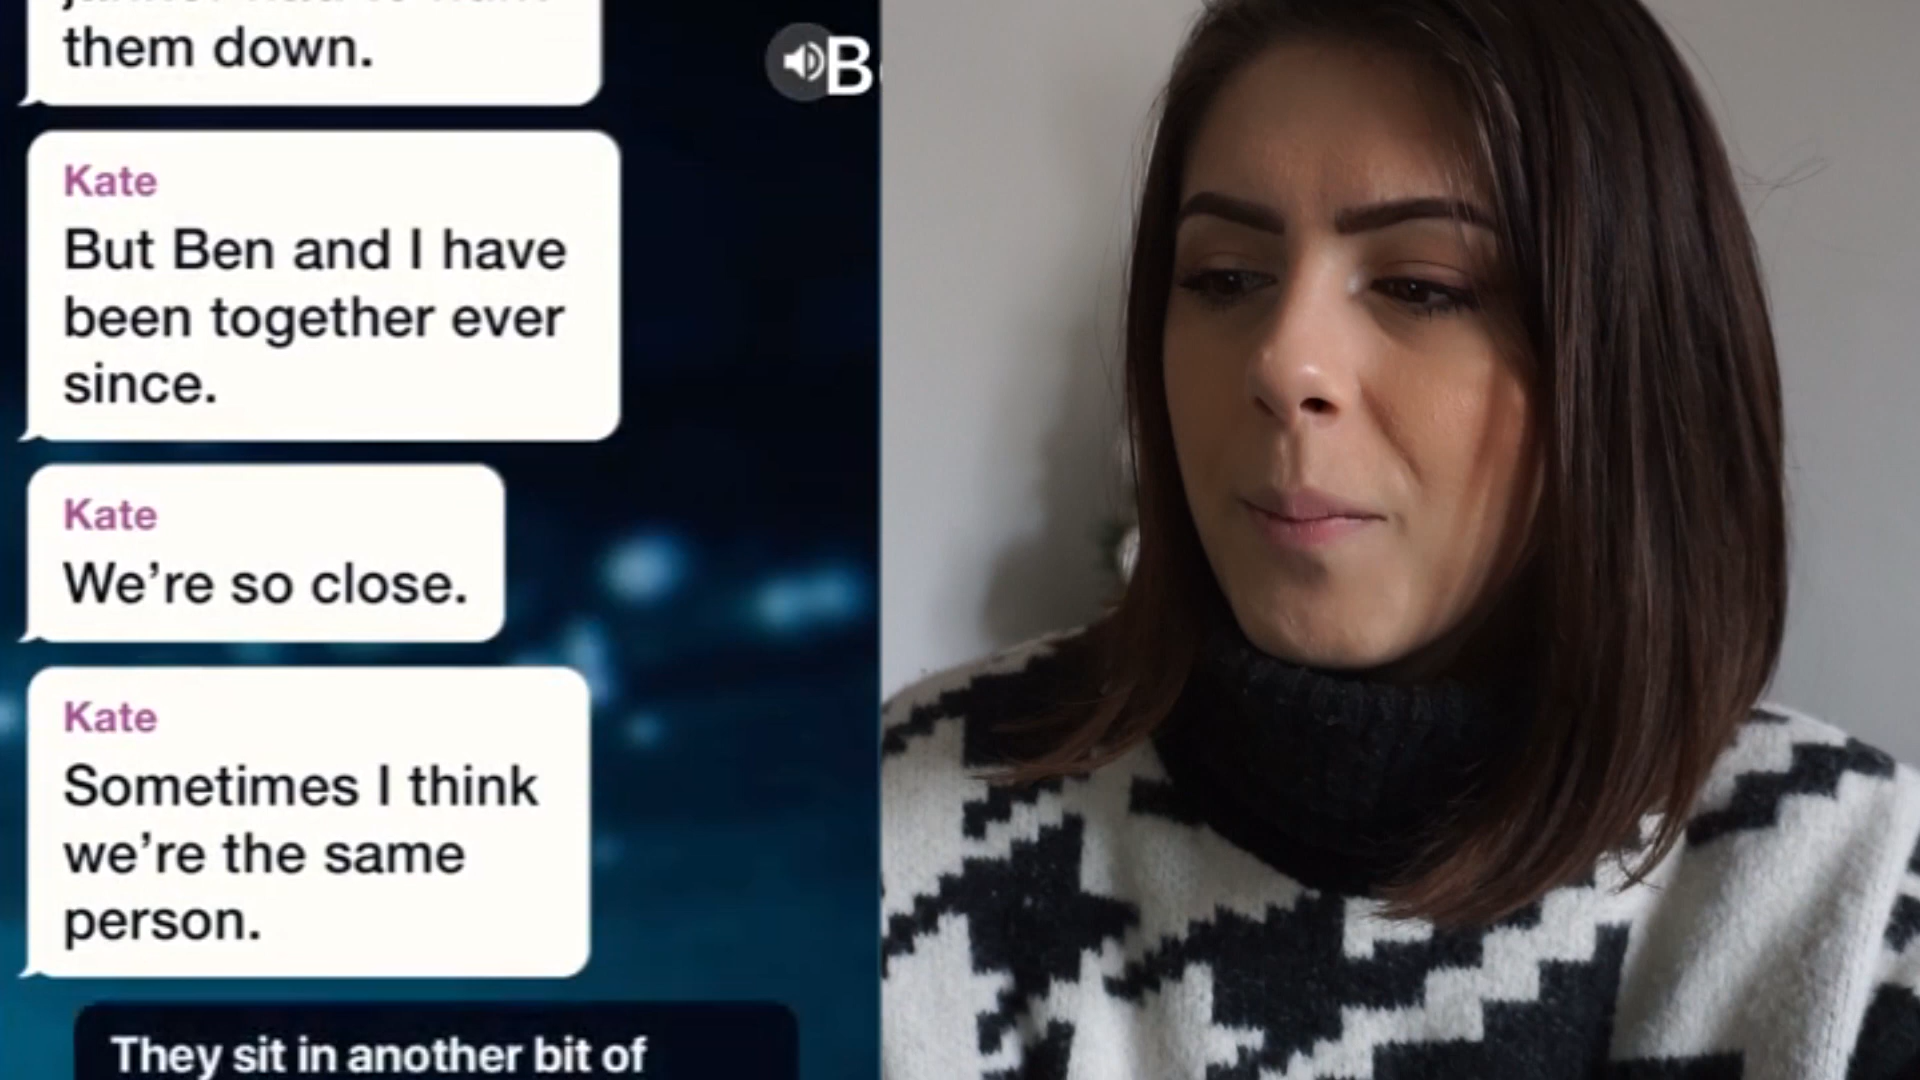 them down.
B
Kate
But Ben and I have
been together ever
since.
Kate
We're so close.
Kate
Sometimes I think
we're the same
person.
They sit in another bit of